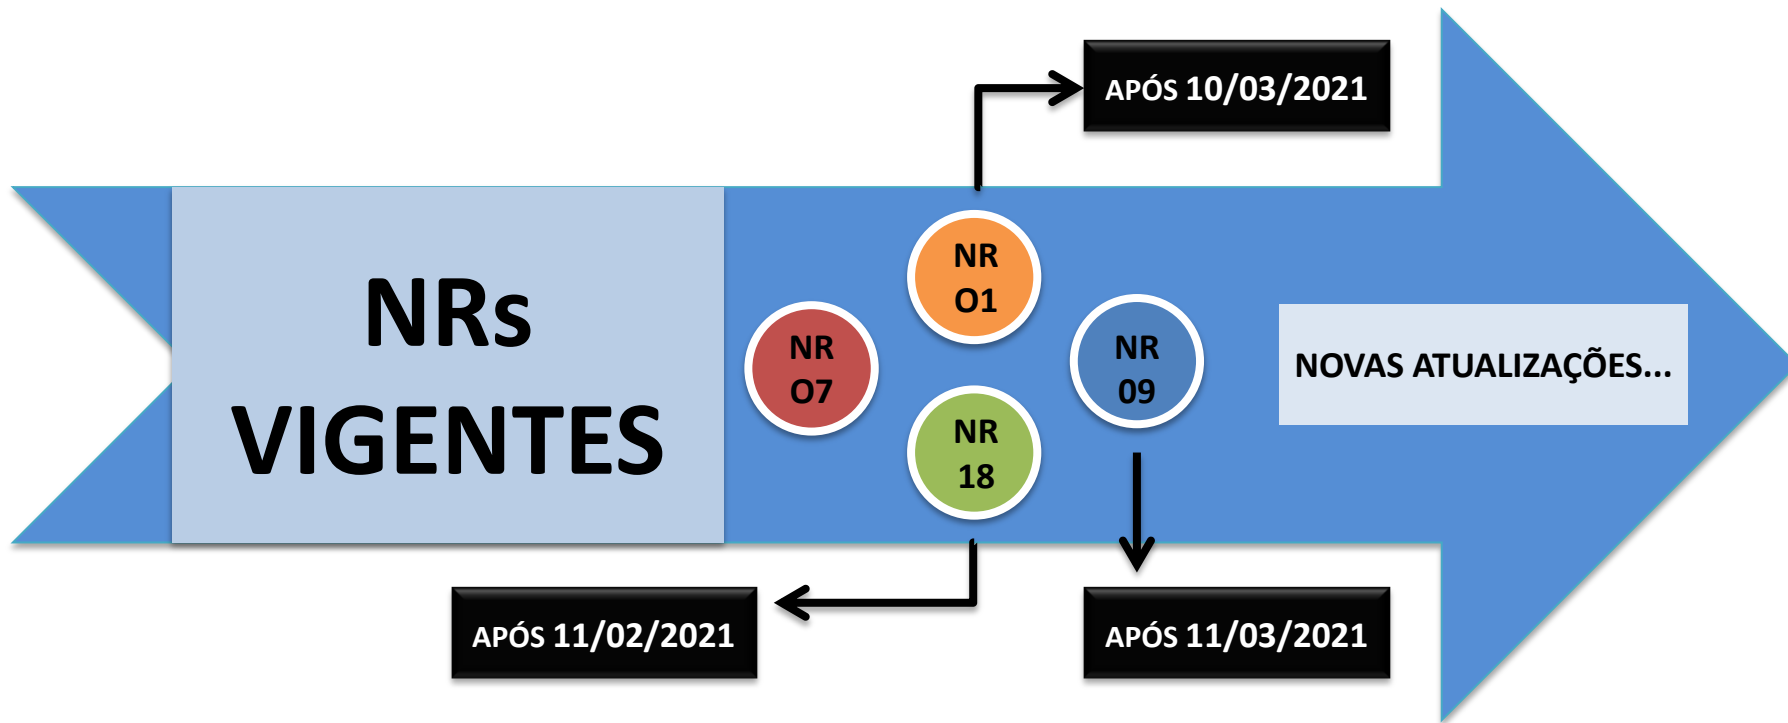 APÓS 10/03/2021
NRs
VIGENTES
NR
O7
NR
O1
NR
18
NR
09
NOVAS ATUALIZAÇÕES...
APÓS 11/02/2021
APÓS 11/03/2021